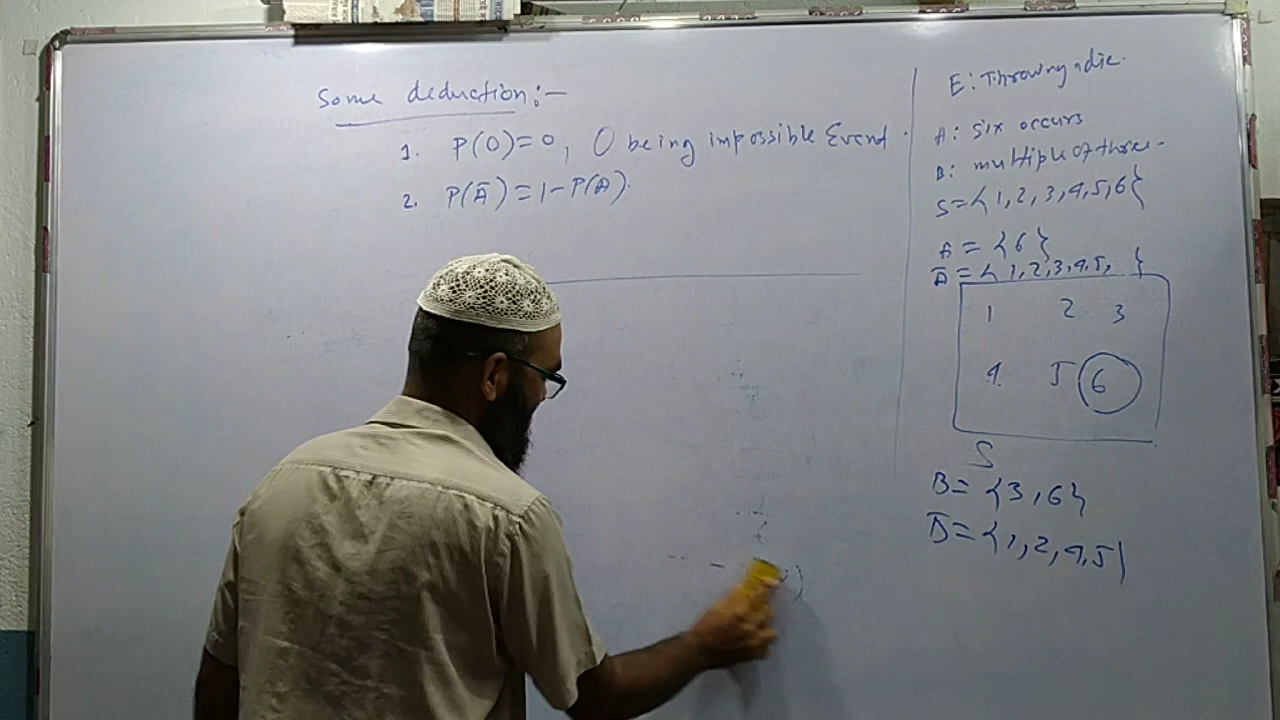 Some deduction:-
1. P(O)=0, O being impossible Event.
2. P(Ā)=1-P(A).
E: Throwing a die.
A: Six occurs
B: multiple of three.
S={1,2,3,4,5,6}
A={6}
Ā={1,2,3,4,5, }
1 2 3
4 5 6
S
B={3,6}
B̄={1,2,4,5}